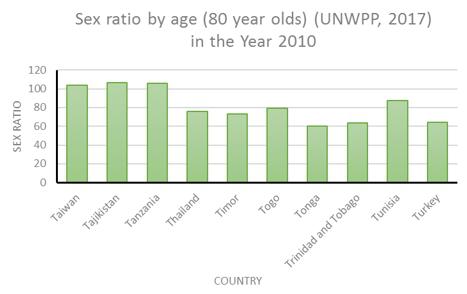 Sex ratio by age (80 year olds) (UNWPP, 2017)
in the Year 2010
120
100
80
60
40
20
0
SEX RATIO
Taiwan
Tajikistan
Tanzania
Thailand
Timor
Togo
Tonga
Trinidad and Tobago
Tunisia
Turkey
COUNTRY